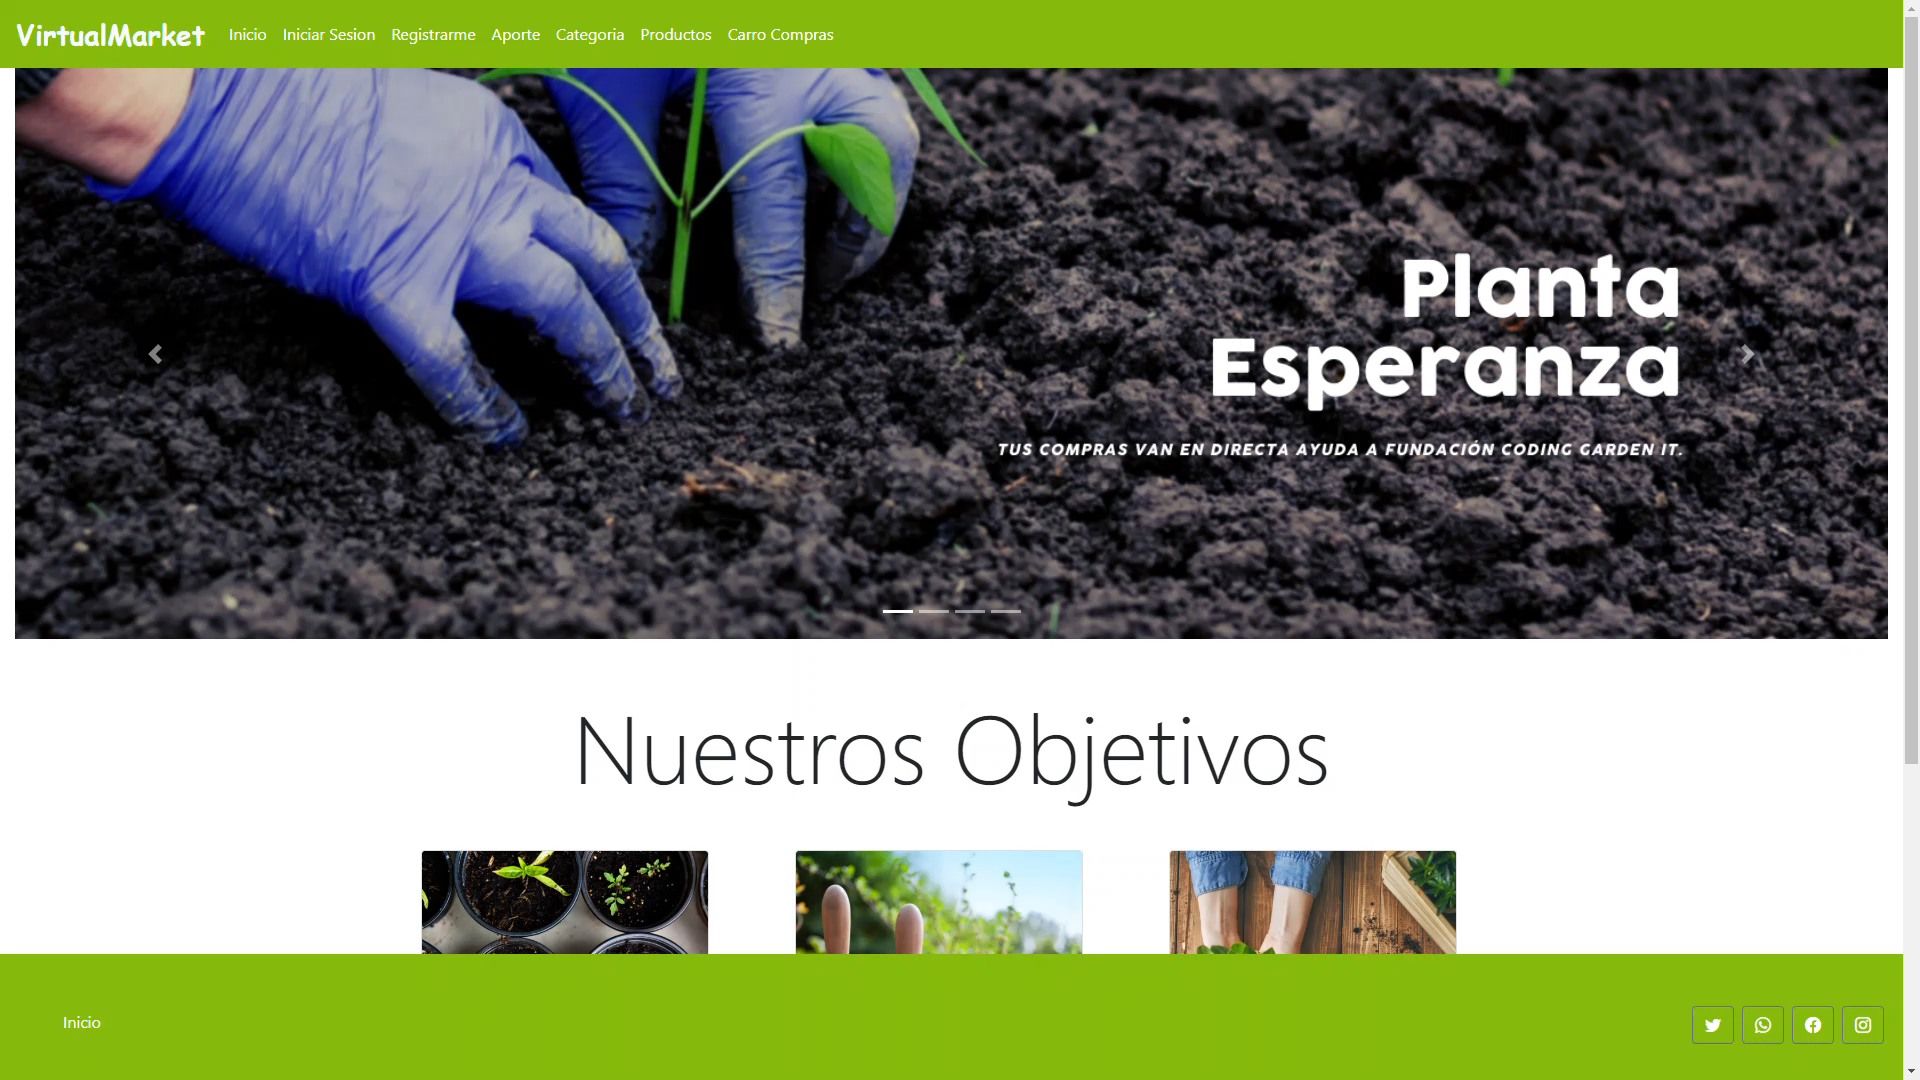 VirtualMarket Inicio Iniciar Sesion Registrarme Aporte Categoria Productos Carro Compras
Planta
Esperanza
TUS COMPRAS VAN EN DIRECTA AYUDA A FUNDACIÓN CODING GARDEN IT.
Nuestros Objetivos
Inicio